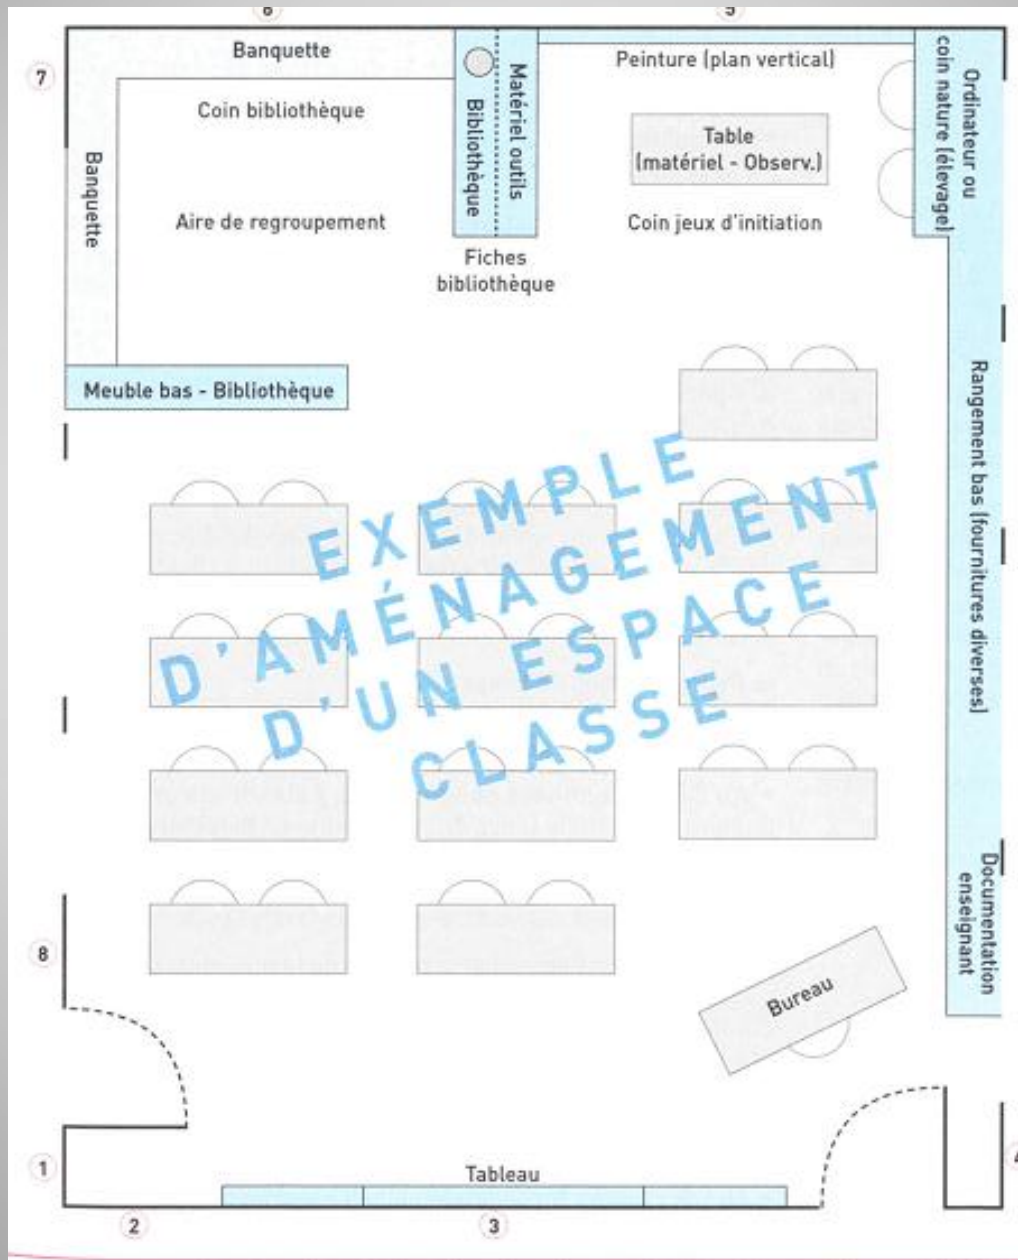 6
5
7
Banquette
Coin bibliothèque
Banquette
Aire de regroupement
Bibliothèque
Matériel outils
Fiches
bibliothèque
Peinture (plan vertical)
Table
(matériel - Observ.)
Coin jeux d'initiation
Ordinateur ou
coin nature (élevage)
Meuble bas - Bibliothèque
Rangement bas (fournitures diverses)
EXEMPLE
D'AMÉNAGEMENT
D'UN ESPACE
CLASSE
Documentation
enseignant
8
Bureau
1
Tableau
4
2
3